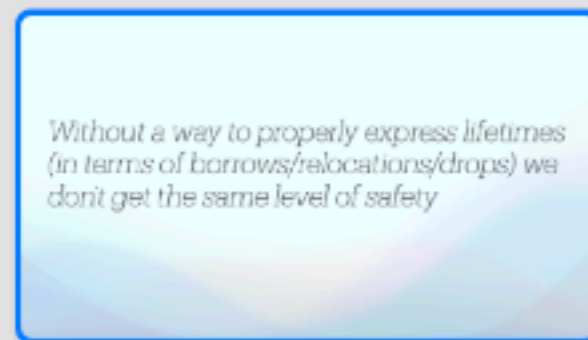 Without a way to properly express lifetimes
(in terms of borrows/relocations/drops) we
don't get the same level of safety